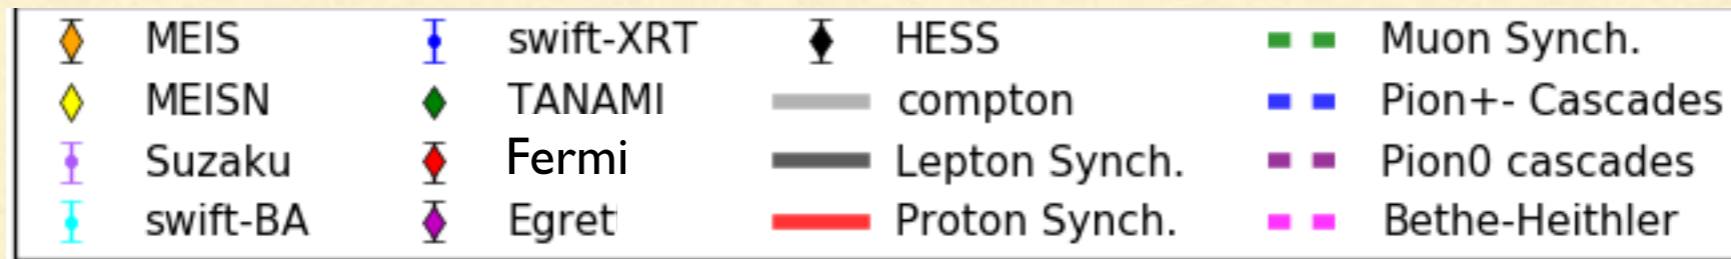 MEIS swift-XRT HESS Muon Synch.
MEISN TANAMI compton Pion+- Cascades
Suzaku Fermi Lepton Synch. Pion0 cascades
swift-BA Egret Proton Synch. Bethe-Heithler